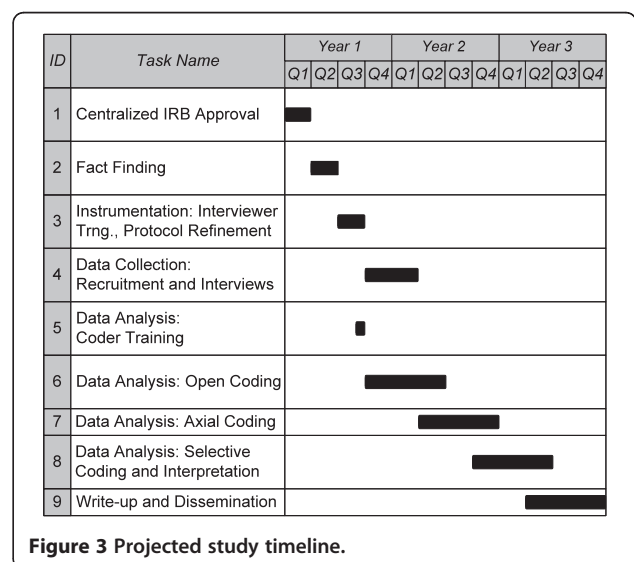 ID Task Name Year 1 Year 2 Year 3
Q1 Q2 Q3 Q4 Q1 Q2 Q3 Q4 Q1 Q2 Q3 Q4
1 Centralized IRB Approval
2 Fact Finding
3 Instrumentation: Interviewer
Trng., Protocol Refinement
4 Data Collection:
Recruitment and Interviews
5 Data Analysis:
Coder Training
6 Data Analysis: Open Coding
7 Data Analysis: Axial Coding
8 Data Analysis: Selective
Coding and Interpretation
9 Write-up and Dissemination
Figure 3 Projected study timeline.